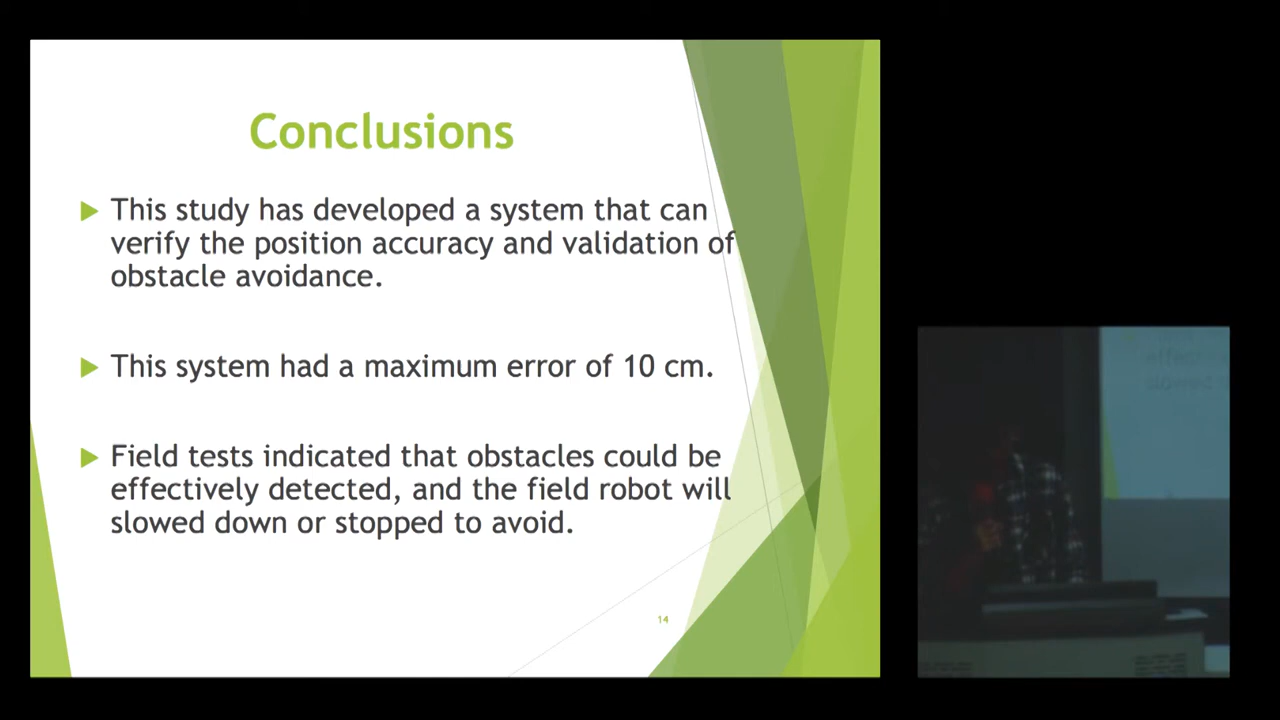 Conclusions
This study has developed a system that can
verify the position accuracy and validation of
obstacle avoidance.
This system had a maximum error of 10 cm.
Field tests indicated that obstacles could be
effectively detected, and the field robot will
slowed down or stopped to avoid.
14